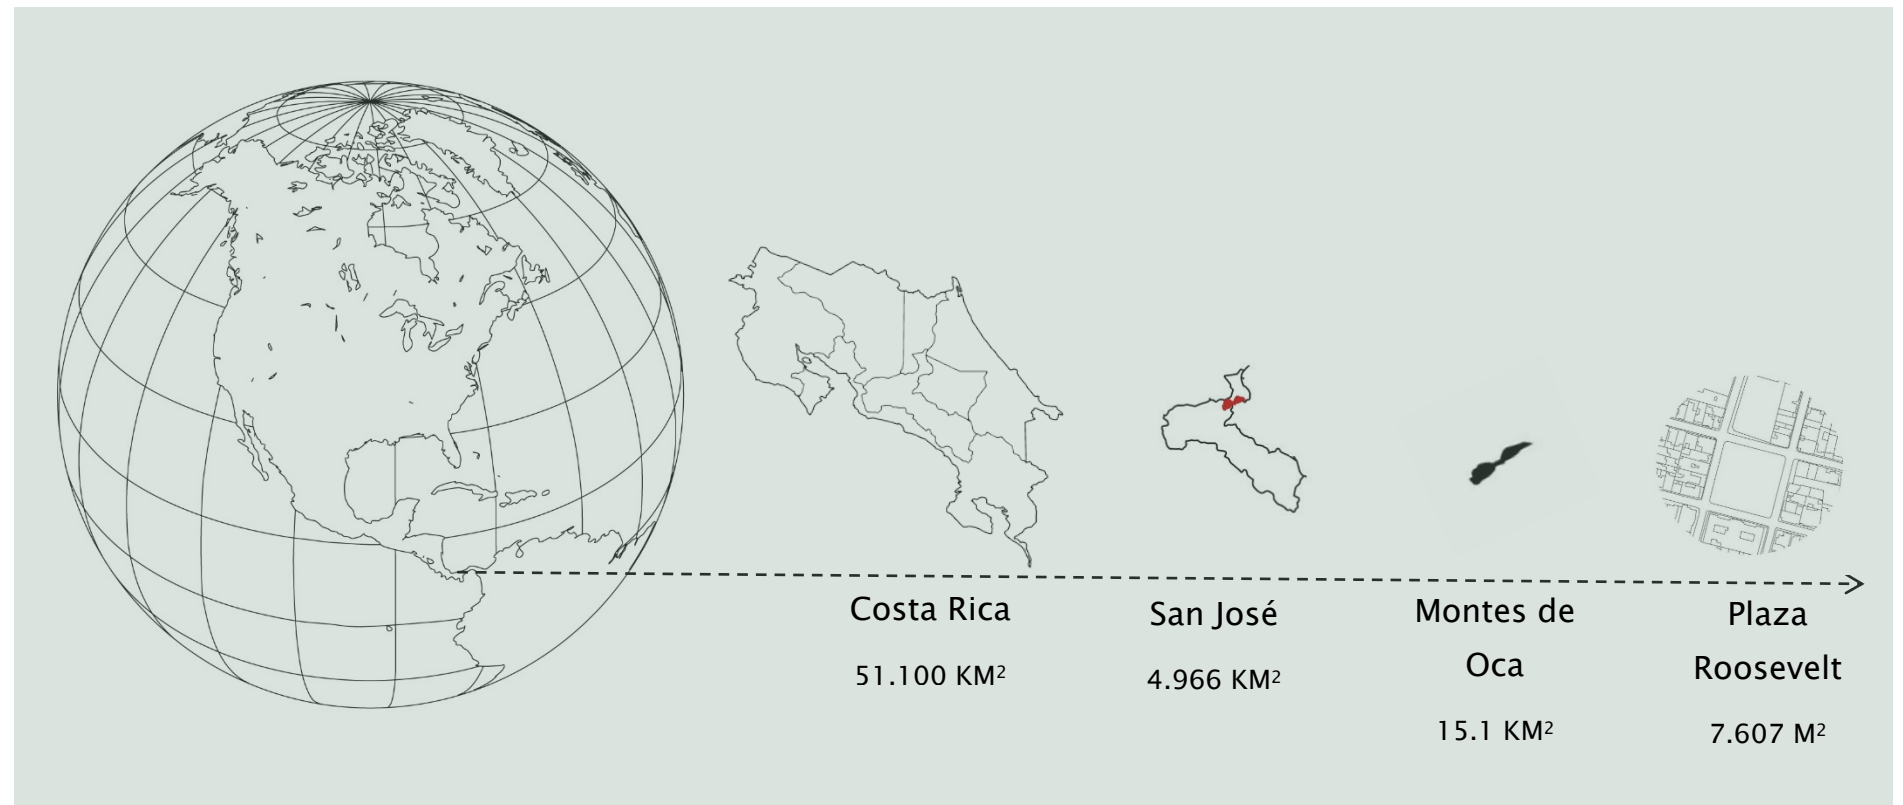 Costa Rica
51.100 KM²
San José
4.966 KM²
Montes de
Oca
15.1 KM²
Plaza
Roosevelt
7.607 M²